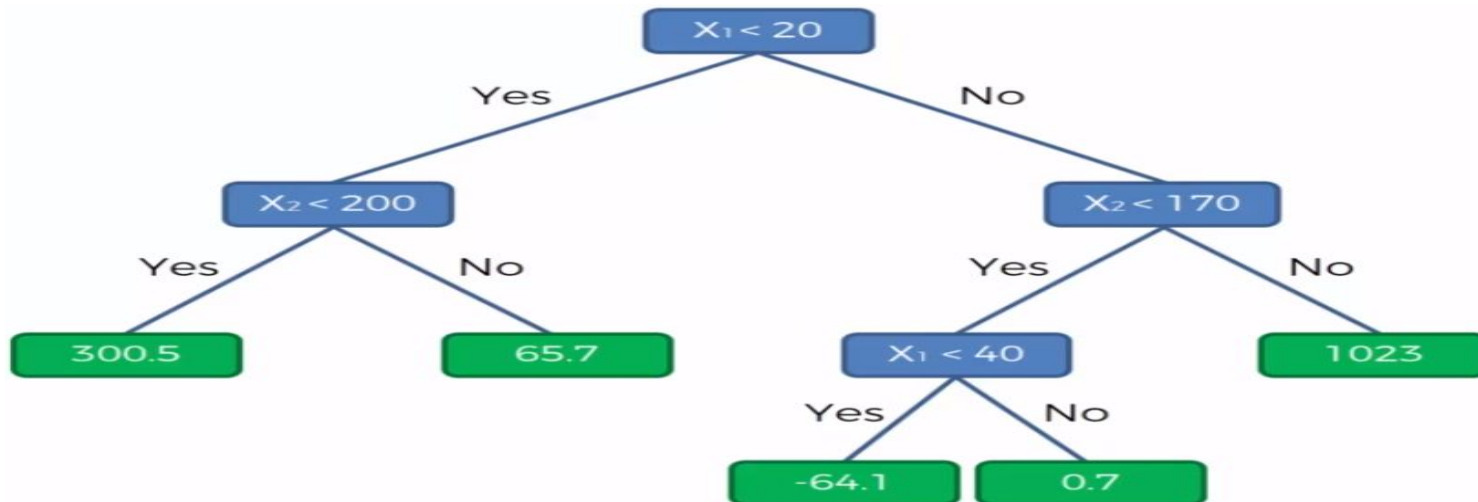 X₁ < 20
Yes
No
X₂ < 200
X₂ < 170
Yes
No
Yes
No
300.5
65.7
X₁ < 40
1023
Yes
No
-64.1
0.7